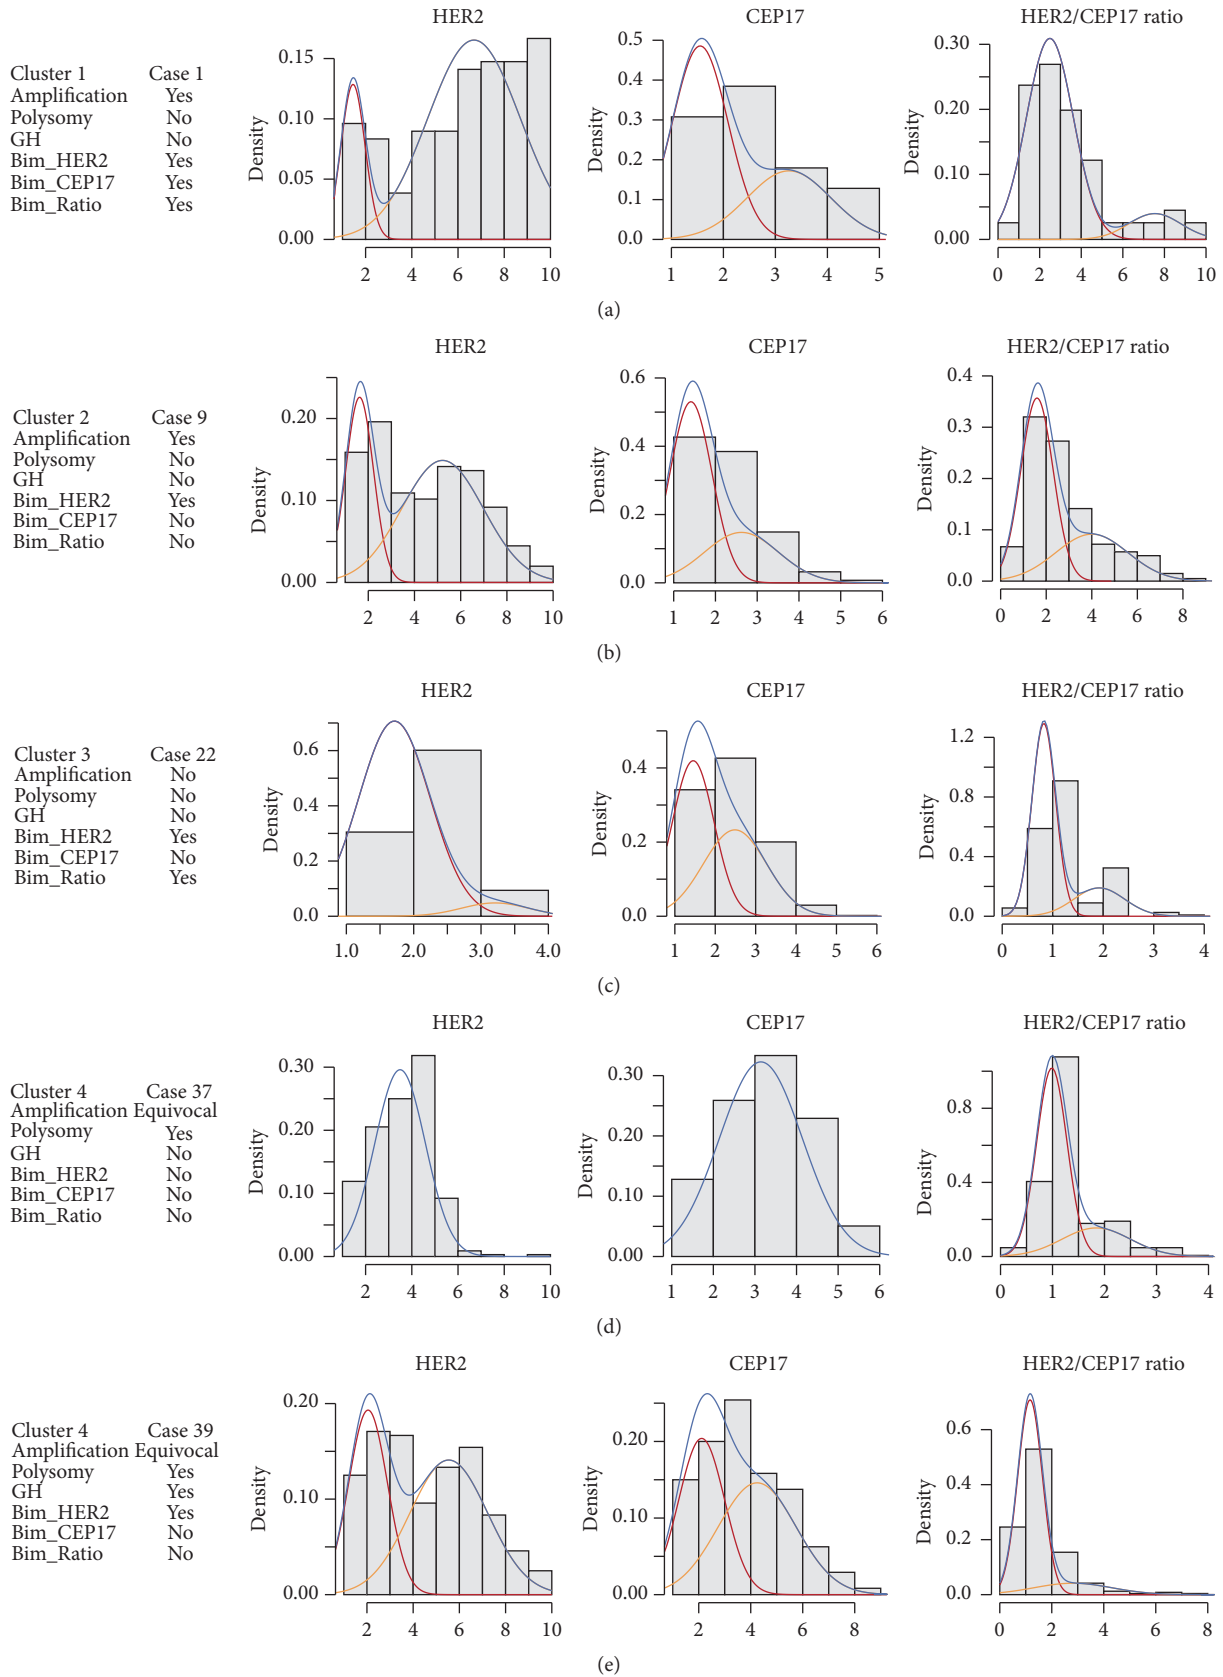 HER2
CEP17
HER2/CEP17 ratio
Cluster 1 Case 1
Amplification Yes
Polysomy No
GH No
Bim_HER2 Yes
Bim_CEP17 Yes
Bim_Ratio Yes
Density
0.15
0.10
0.05
0.00
2 4 6 8 10
Density
0.5
0.4
0.3
0.2
0.1
0.0
1 2 3 4 5
Density
0.30
0.20
0.10
0.00
0 2 4 6 8 10
(a)
HER2
CEP17
HER2/CEP17 ratio
Cluster 2 Case 9
Amplification Yes
Polysomy No
GH No
Bim_HER2 Yes
Bim_CEP17 No
Bim_Ratio No
Density
0.20
0.10
0.00
2 4 6 8 10
Density
0.6
0.4
0.2
0.0
1 2 3 4 5 6
Density
0.4
0.3
0.2
0.1
0.0
0 2 4 6 8
(b)
HER2
CEP17
HER2/CEP17 ratio
Cluster 3 Case 22
Amplification No
Polysomy No
GH No
Bim_HER2 Yes
Bim_CEP17 No
Bim_Ratio Yes
Density
0.6
0.4
0.2
0.0
1.0 2.0 3.0 4.0
Density
0.4
0.2
0.0
1 2 3 4 5 6
Density
1.2
0.8
0.4
0.0
0 1 2 3 4
(c)
HER2
CEP17
HER2/CEP17 ratio
Cluster 4 Case 37
Amplification Equivocal
Polysomy Yes
GH No
Bim_HER2 No
Bim_CEP17 No
Bim_Ratio No
Density
0.30
0.20
0.10
0.00
2 4 6 8 10
Density
0.30
0.20
0.10
0.00
1 2 3 4 5 6
Density
0.8
0.4
0.0
0 1 2 3 4
(d)
HER2
CEP17
HER2/CEP17 ratio
Cluster 4 Case 39
Amplification Equivocal
Polysomy Yes
GH Yes
Bim_HER2 Yes
Bim_CEP17 No
Bim_Ratio No
Density
0.20
0.10
0.00
2 4 6 8 10
Density
0.20
0.10
0.00
2 4 6 8
Density
0.6
0.4
0.2
0.0
0 2 4 6 8
(e)